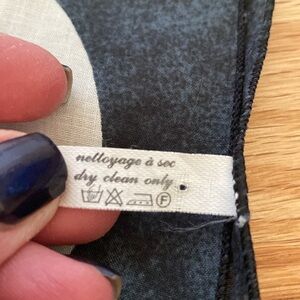 nettoyage à sec
dry clean only.
F